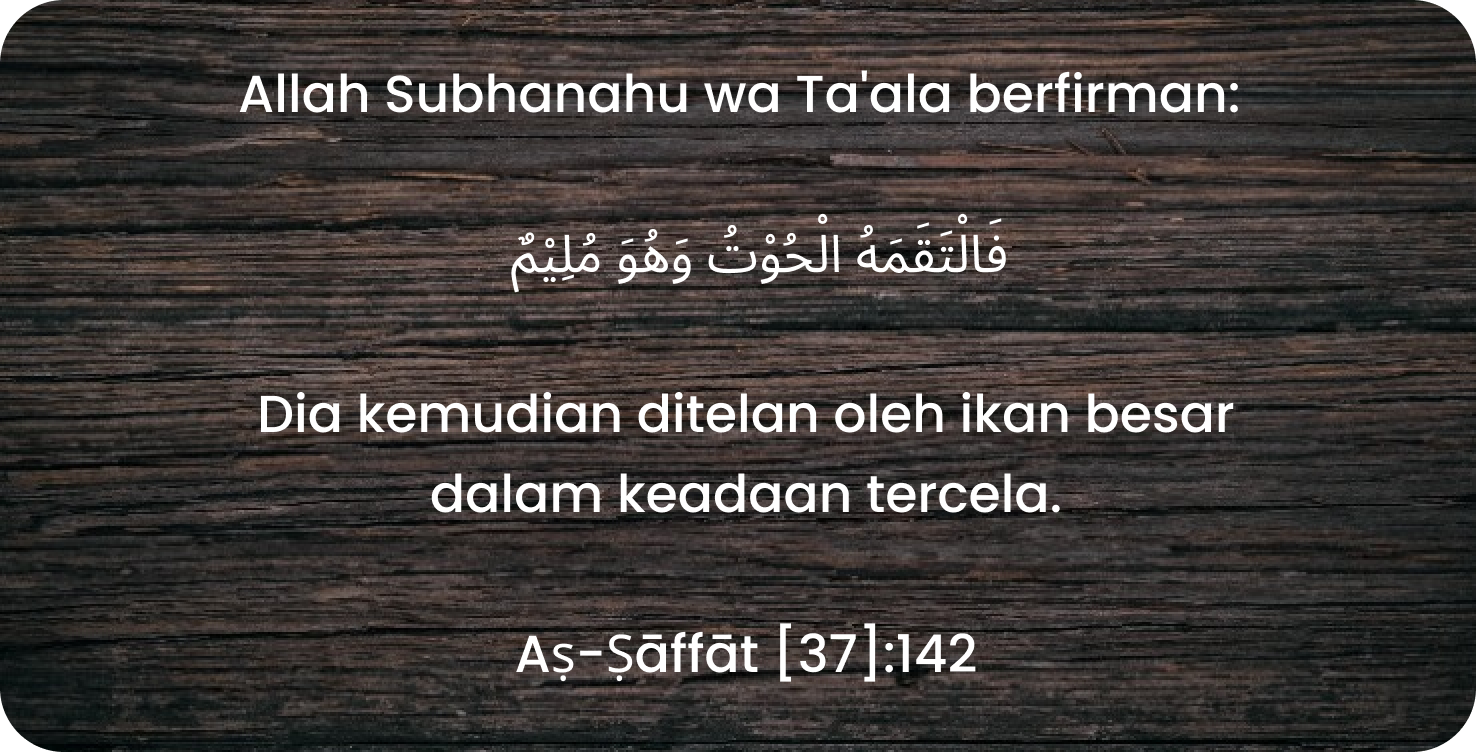 Allah Subhanahu wa Ta'ala berfirman:
فَالْتَقَمَهُ الْحُوْتُ وَهُوَ مُلِيْمٌ
Dia kemudian ditelan oleh ikan besar
dalam keadaan tercela.
Aṣ-Ṣāffāt [37]:142